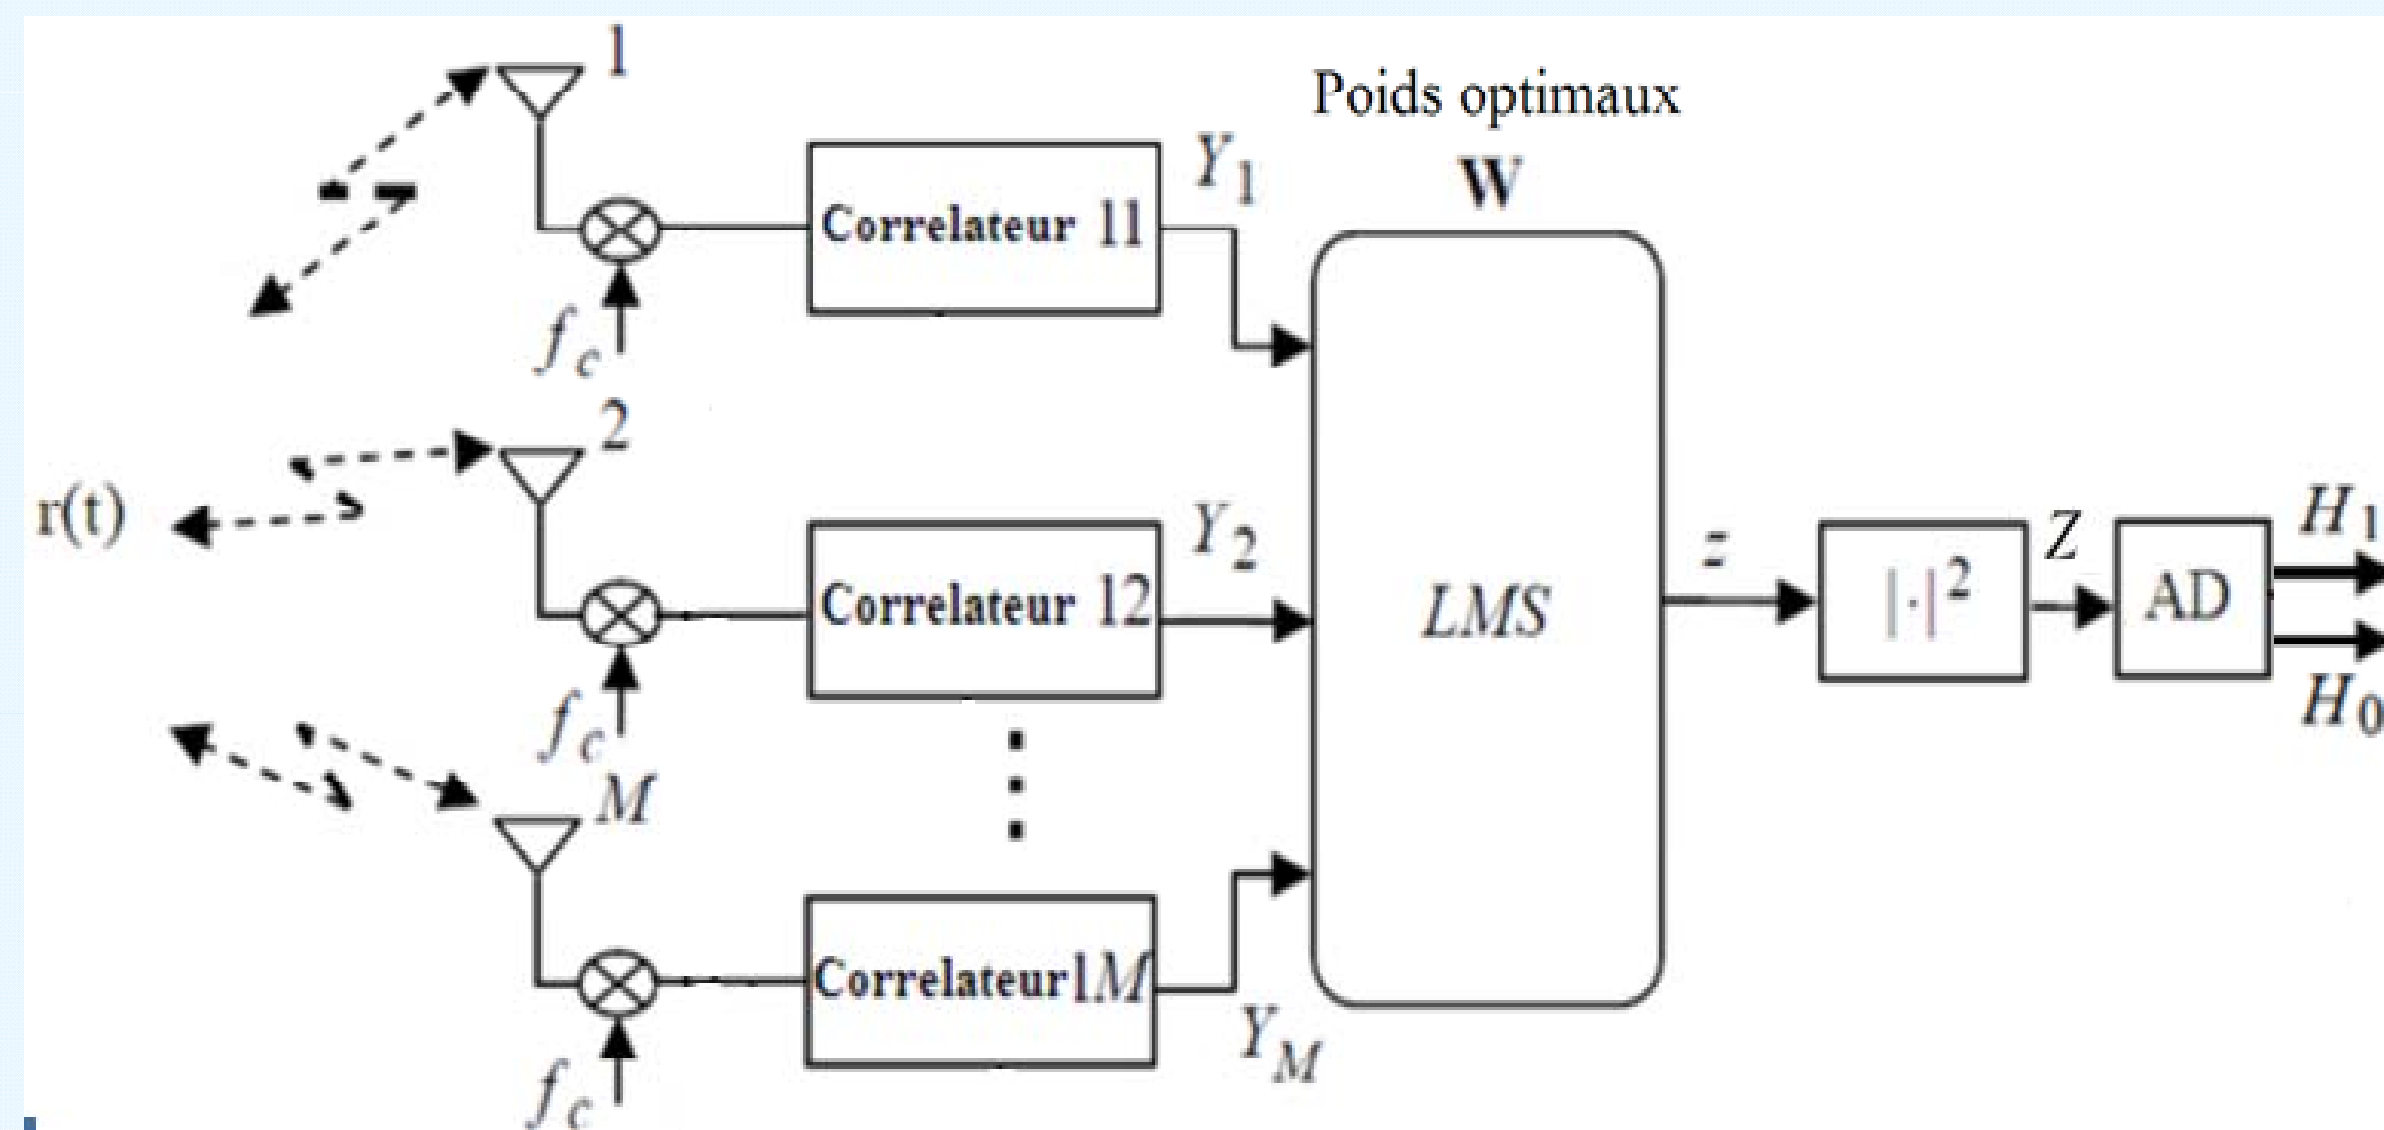 1
Poids optimaux
W
Correlateur 11
Y1
fc
2
r(t)
Correlateur 12
Y2
fc
LMS
z
|·|²
Z
AD
H1
H0
M
Correlateur1M
YM
fc